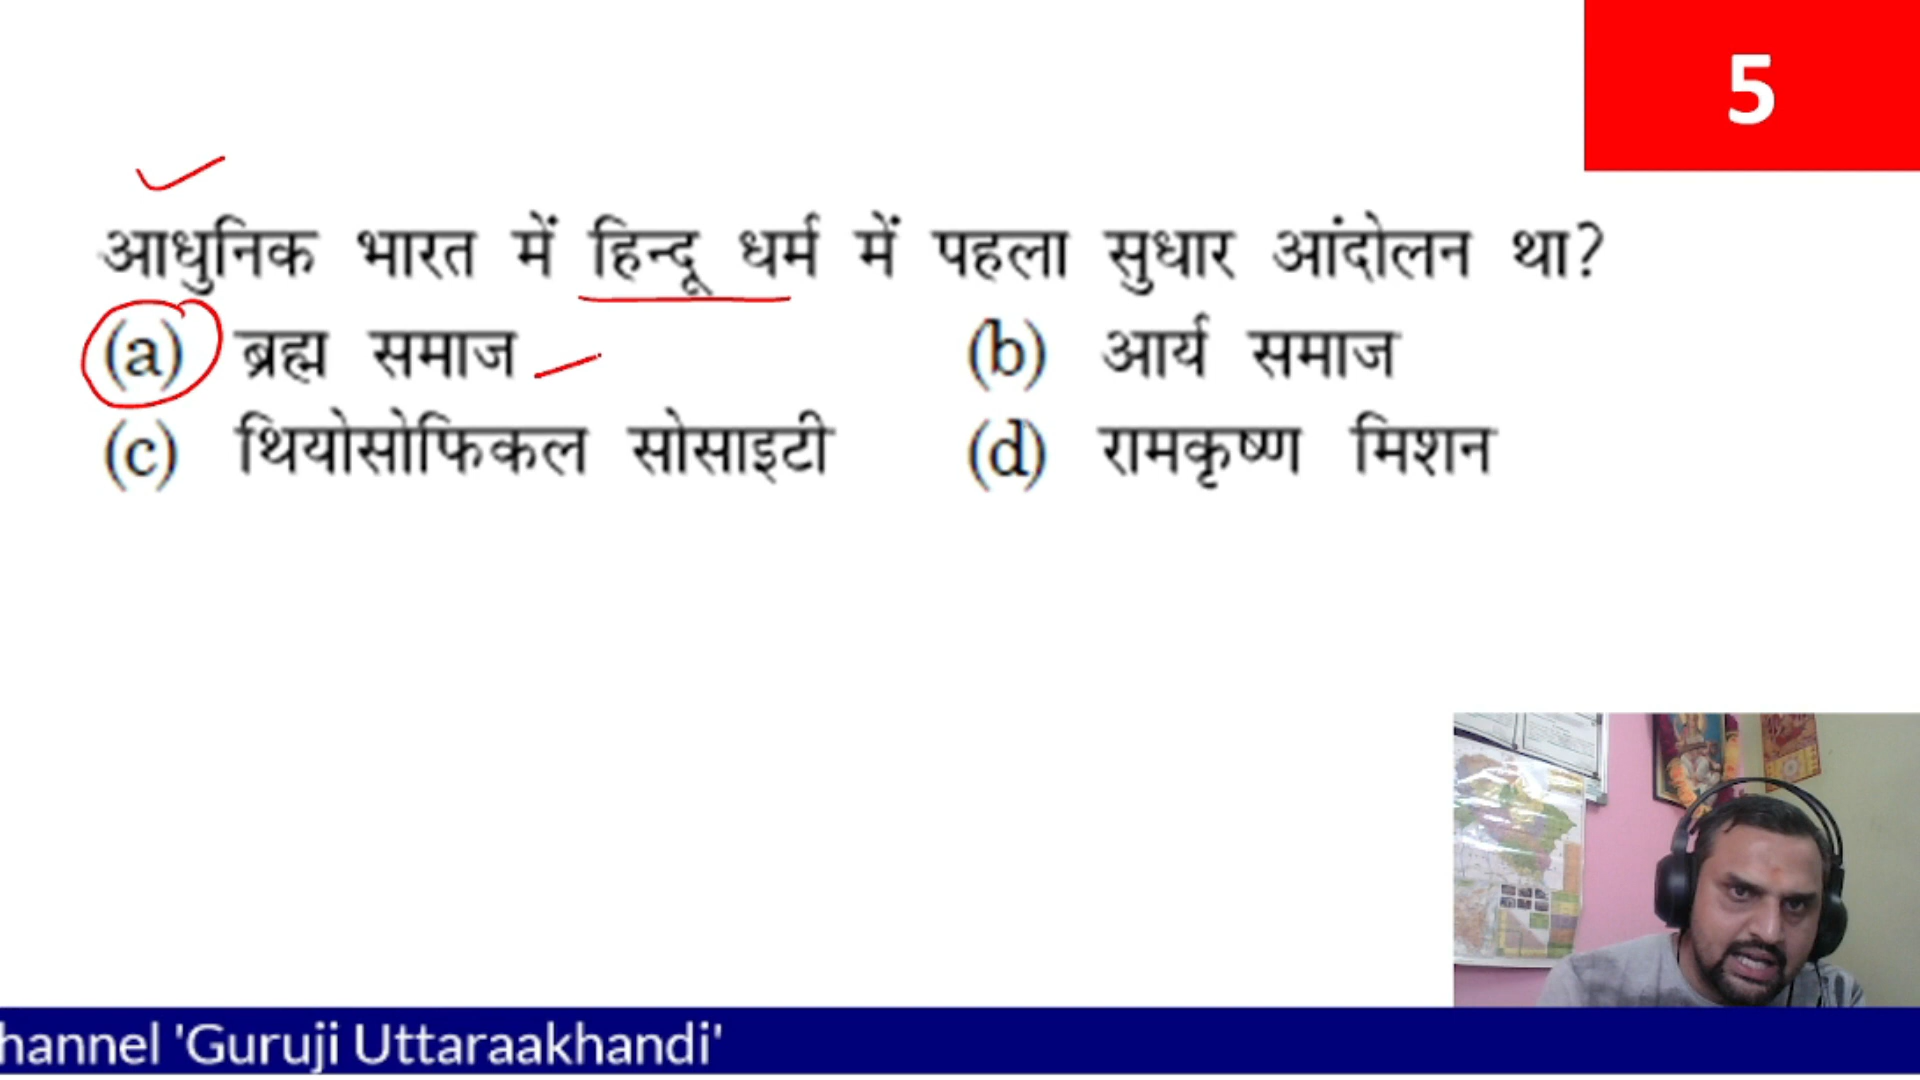 5
आधुनिक भारत में हिन्दू धर्म में पहला सुधार आंदोलन था?
(a) ब्रह्म समाज (b) आर्य समाज
(c) थियोसोफिकल सोसाइटी (d) रामकृष्ण मिशन
hannel 'Guruji Uttaraakhandi'